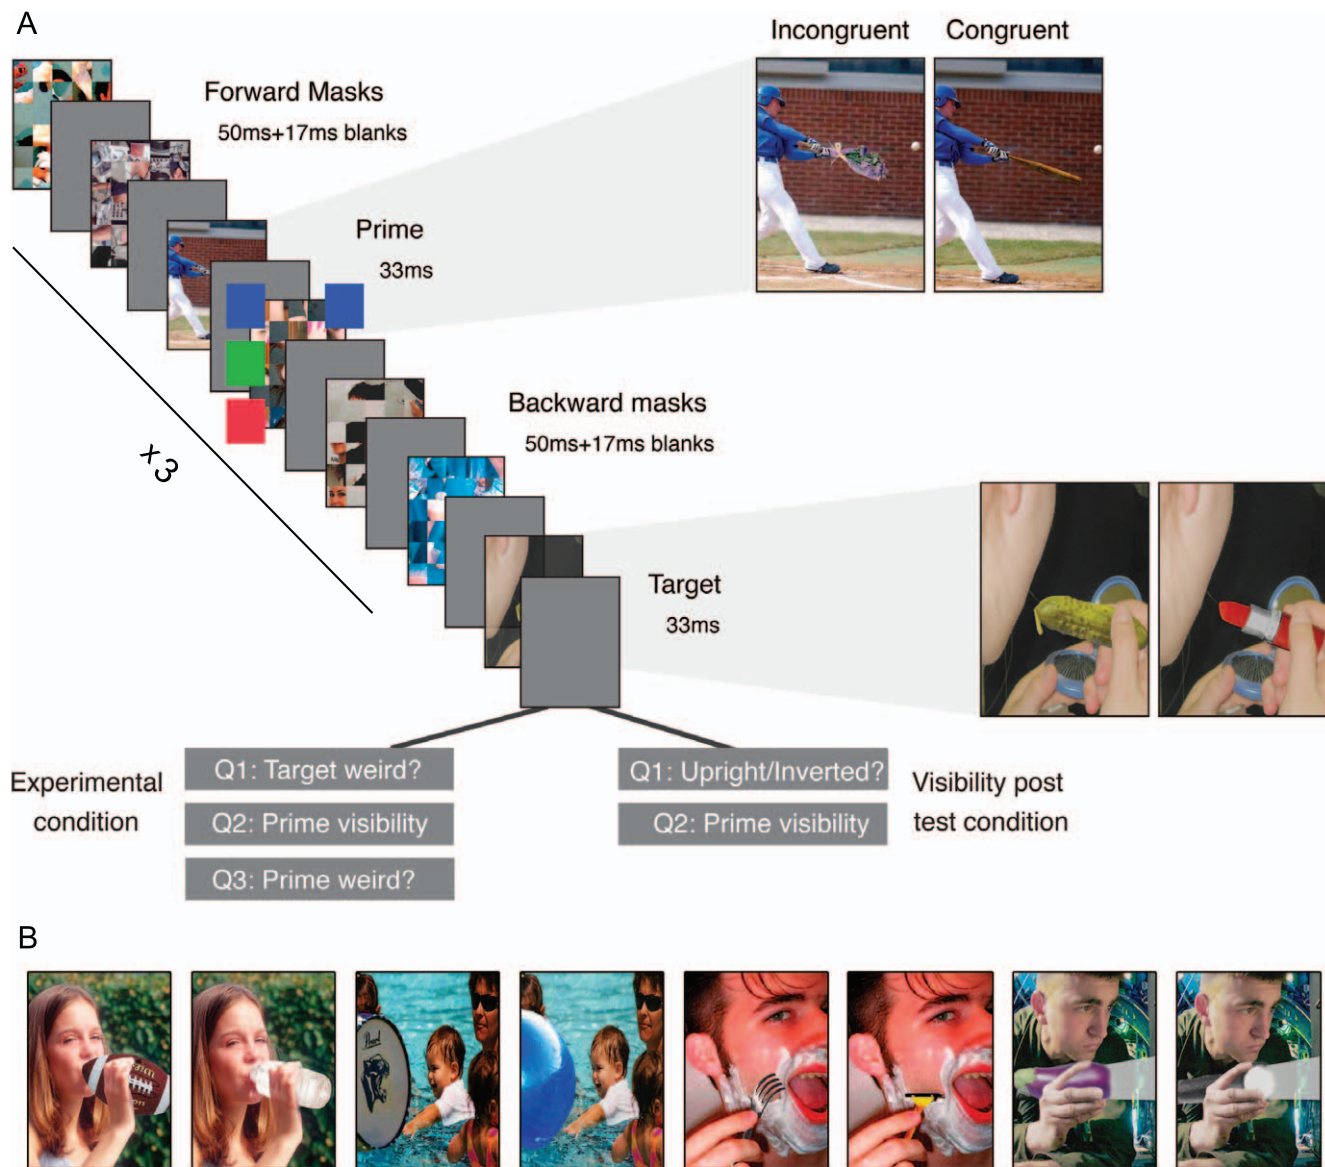 A
Incongruent Congruent
Forward Masks
50ms+17ms blanks
Prime
33ms
Backward masks
50ms+17ms blanks
x3
Target
33ms
Experimental
condition
Q1: Target weird?
Q2: Prime visibility
Q3: Prime weird?
Q1: Upright/Inverted?
Q2: Prime visibility
Visibility post
test condition
B
Pearl